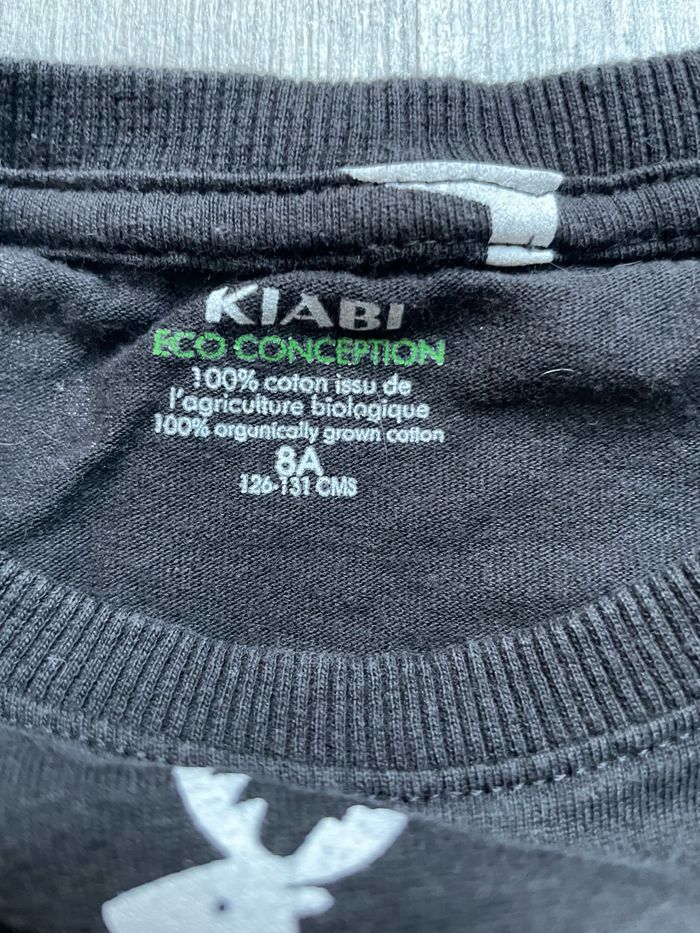 KIABI
ECO CONCEPTION
100% coton issu de
l'agriculture biologique
100% organically grown cotton
8A
126-131 CMS